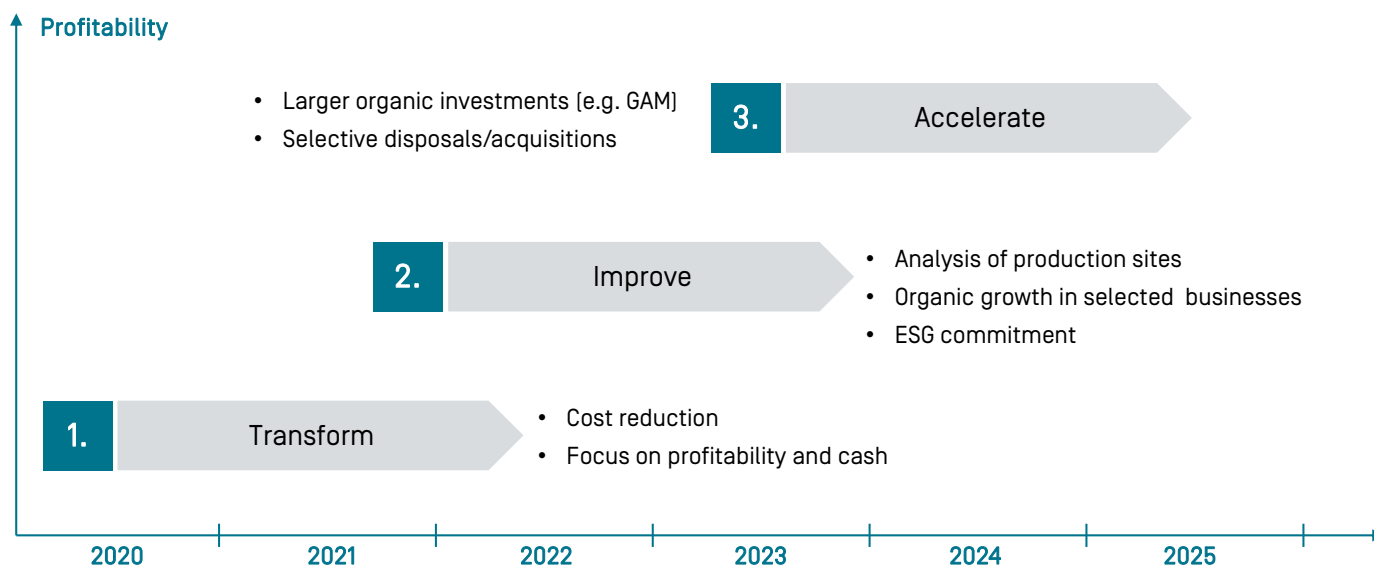 Profitability
• Larger organic investments (e.g. GAM)
• Selective disposals/acquisitions
3.
Accelerate
2.
Improve
• Analysis of production sites
• Organic growth in selected  businesses
• ESG commitment
1.
Transform
• Cost reduction
• Focus on profitability and cash
2020
2021
2022
2023
2024
2025